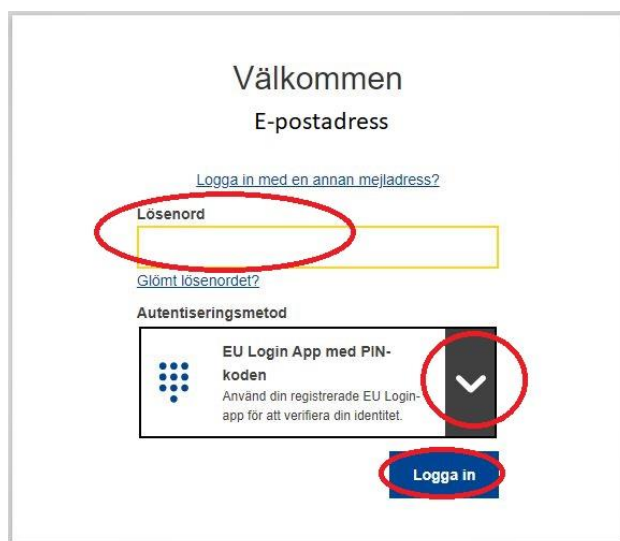 Välkommen
E-postadress
Logga in med en annan mejladress?
Lösenord
Glömt lösenordet?
Autentiseringsmetod
EU Login App med PIN-
koden
Använd din registrerade EU Login-
app för att verifiera din identitet.
Logga in